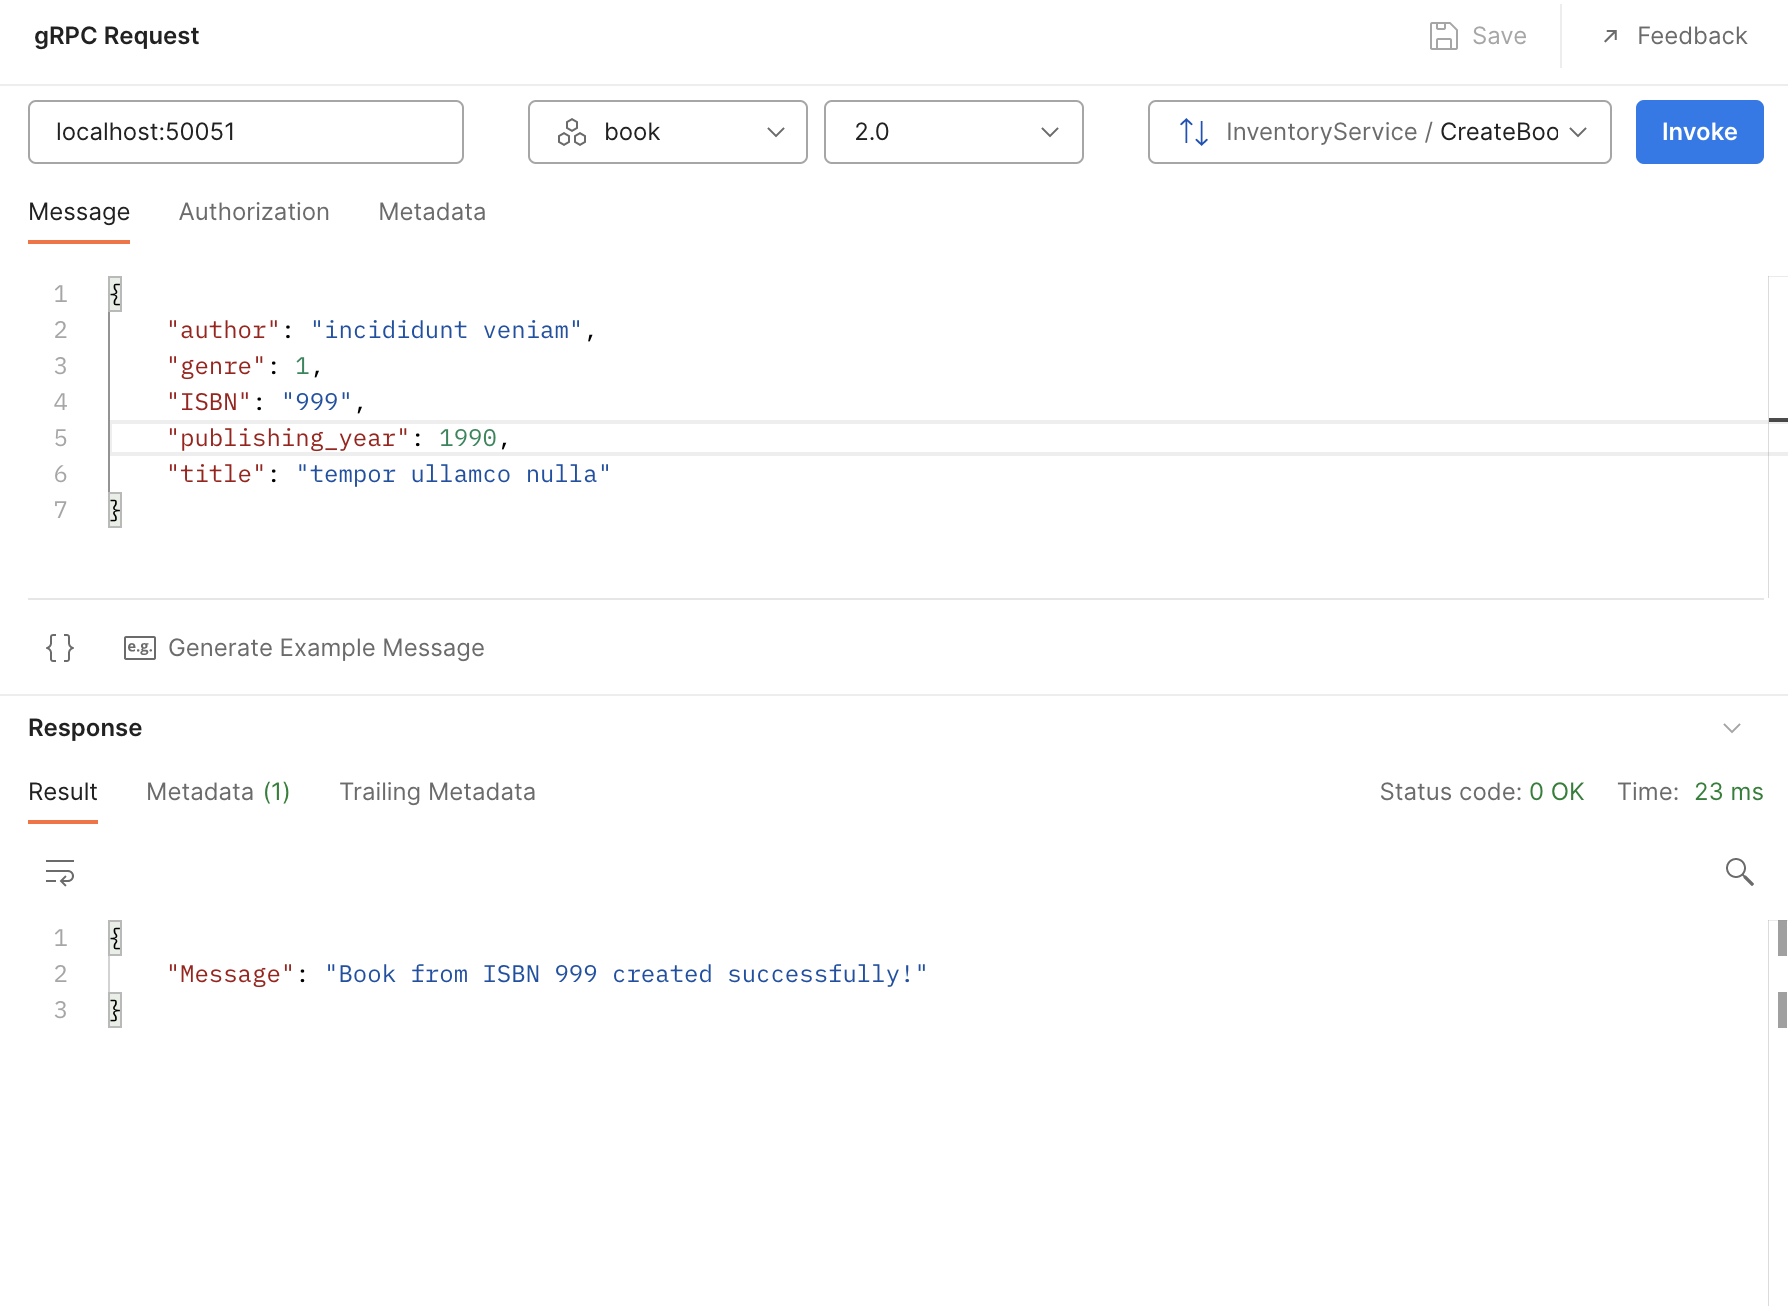 gRPC Request
Save
Feedback
localhost:50051
book
2.0
InventoryService / CreateBoo
Invoke
Message Authorization Metadata
1 {
2 "author": "incididunt veniam",
3 "genre": 1,
4 "ISBN": "999",
5 "publishing_year": 1990,
6 "title": "tempor ullamco nulla"
7 }
{} e.g. Generate Example Message
Response
Result Metadata (1) Trailing Metadata Status code: 0 OK Time: 23 ms
1 {
2 "Message": "Book from ISBN 999 created successfully!"
3 }